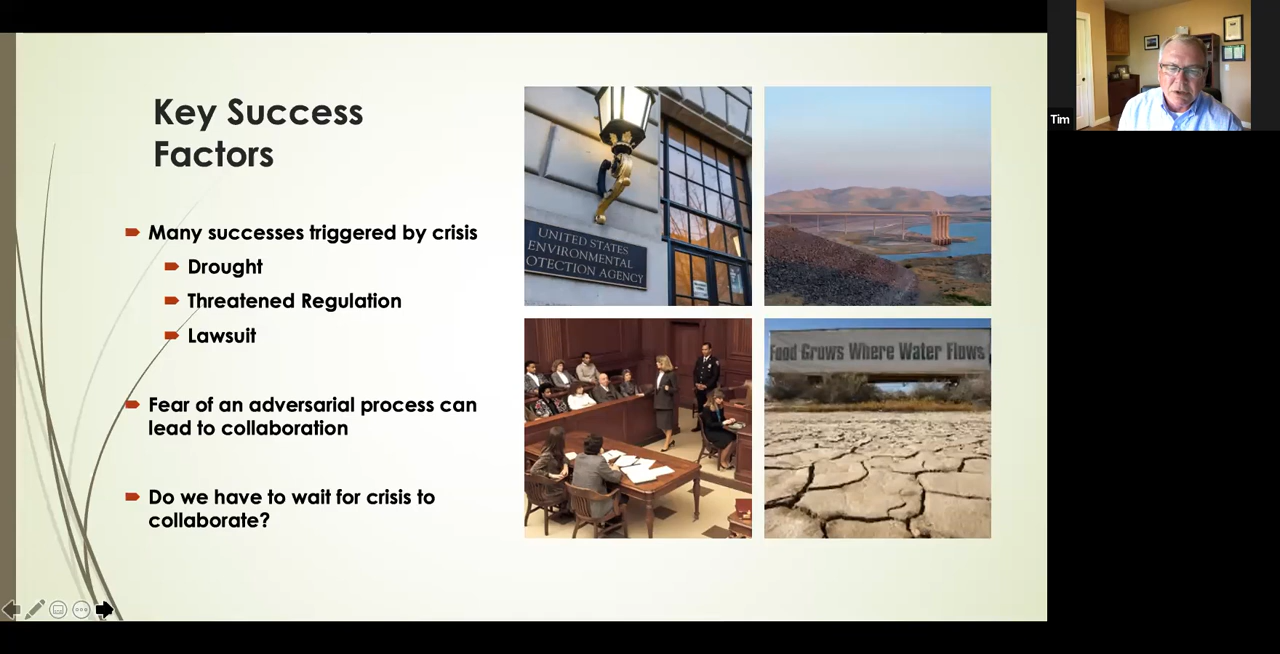 Key Success
Factors
Many successes triggered by crisis
Drought
Threatened Regulation
Lawsuit
Fear of an adversarial process can
lead to collaboration
Do we have to wait for crisis to
collaborate?
UNITED STATES
ENVIRONMENTAL
OTECTION AGENCY
Food Grows Where Water Flows
Tim